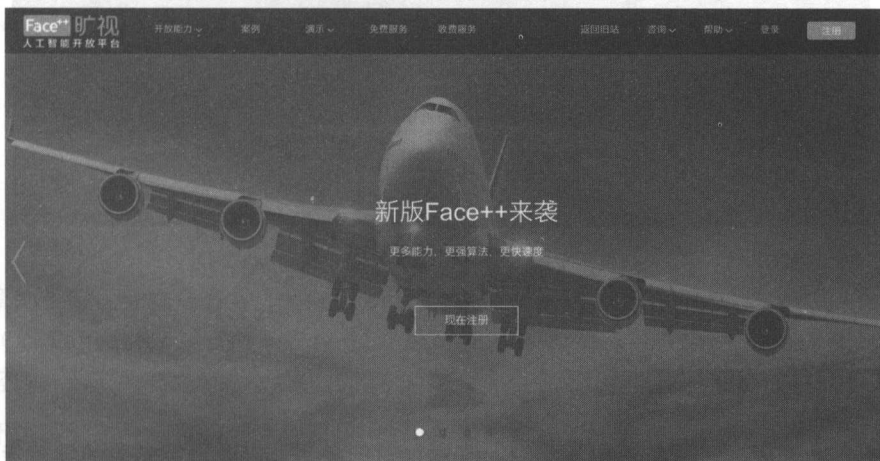 Face++ 旷视
人工智能开放平台
开放能力 案例 演示 免费服务 收费服务 返回旧站 咨询 帮助 登录 注册
新版Face++来袭
更多能力，更强算法，更快速度
现在注册